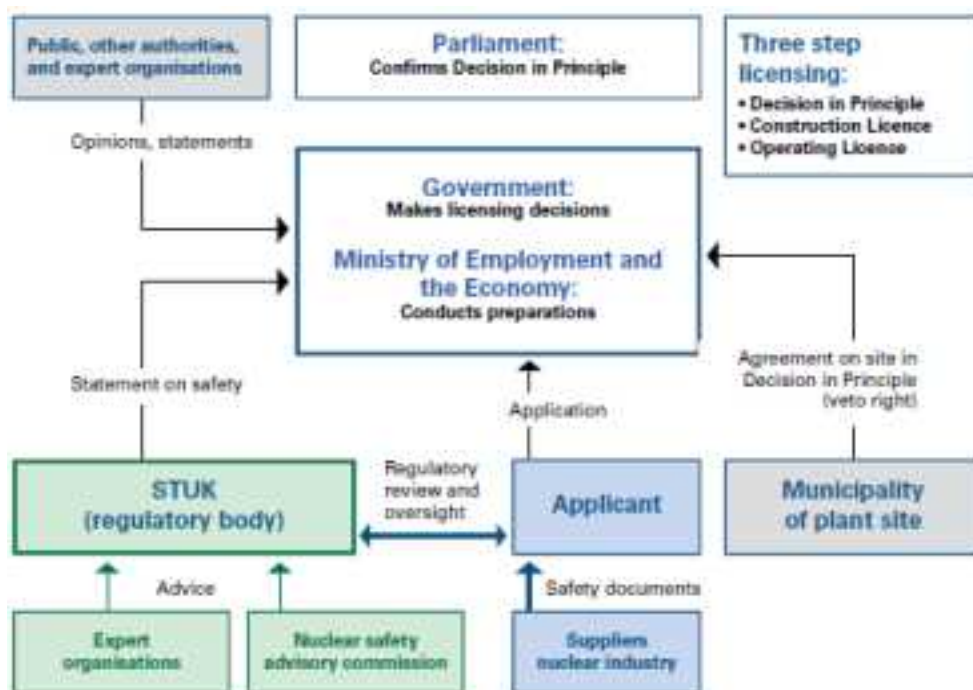 Public, other authorities,
and expert organisations
Parliament:
Confirms Decision in Principle
Three step
licensing:
• Decision in Principle
• Construction Licence
• Operating Licence
Opinions, statements
Government:
Makes licensing decisions
Ministry of Employment and
the Economy:
Conducts preparations
Statement on safety
Application
Agreement on site in
Decision in Principle
(veto right)
STUK
(regulatory body)
Regulatory
review and
oversight
Applicant
Municipality
of plant site
Advice
Safety documents
Expert
organisations
Nuclear safety
advisory commission
Suppliers
nuclear industry